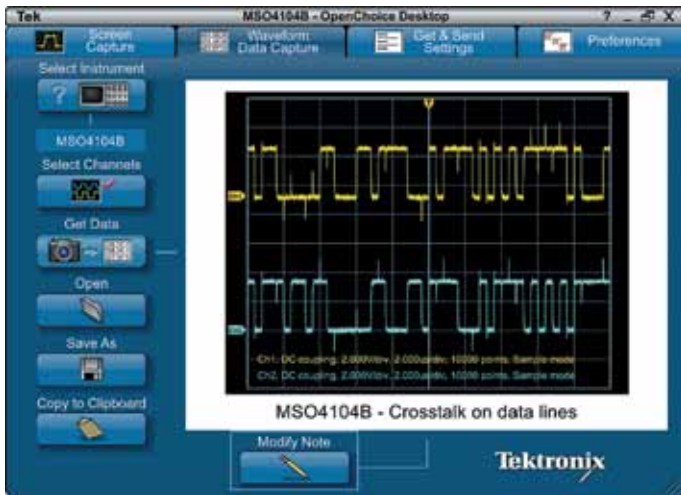 Tek MSO4104B - OpenChoice Desktop ? _ X
Screen Capture
Waveform Data Capture
Get & Send Settings
Preferences
Select Instrument
?
MSO4104B
Select Channels
Get Data
Open
Save As
Copy to Clipboard
T
Ch1, DC coupling, 2.000V/div, 2.000us/div, 10000 points, Sample mode
Ch2, DC coupling, 2.000V/div, 2.000us/div, 10000 points, Sample mode
MSO4104B - Crosstalk on data lines
Modify Note
Tektronix